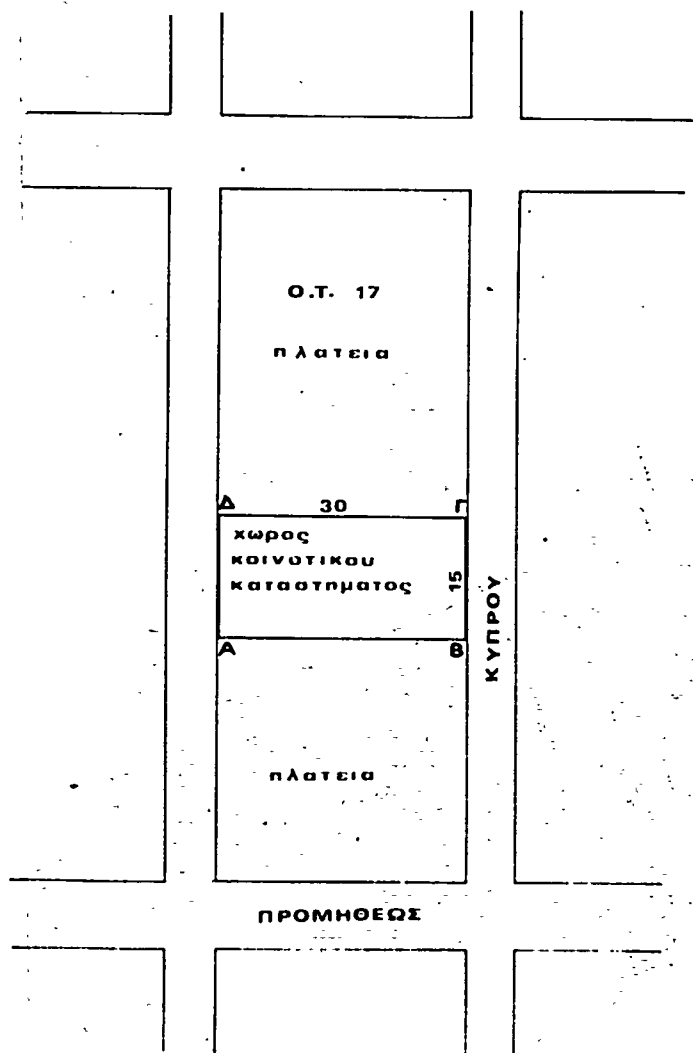 Ο.Τ. 17
πλατεια
Δ 30 Γ
χωρος
κοινοτικου
καταστηματος
15
Α Β
ΚΥΠΡΟΥ
πλατεια
ΠΡΟΜΗΘΕΩΣ